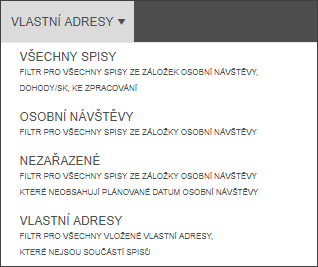 VLASTNÍ ADRESY
VŠECHNY SPISY
FILTR PRO VŠECHNY SPISY ZE ZÁLOŽEK OSOBNÍ NÁVŠTĚVY,
DOHODY/SK, KE ZPRACOVÁNÍ
OSOBNÍ NÁVŠTĚVY
FILTR PRO VŠECHNY SPISY ZE ZÁLOŽKY OSOBNÍ NÁVŠTĚVY
NEZAŘAZENÉ
FILTR PRO VŠECHNY SPISY ZE ZÁLOŽKY OSOBNÍ NÁVŠTĚVY
KTERÉ NEOBSAHUJÍ PLÁNOVANÉ DATUM OSOBNÍ NÁVŠTĚVY
VLASTNÍ ADRESY
FILTR PRO VŠECHNY VLOŽENÉ VLASTNÍ ADRESY,
KTERÉ NEJSOU SOUČÁSTÍ SPISŮ